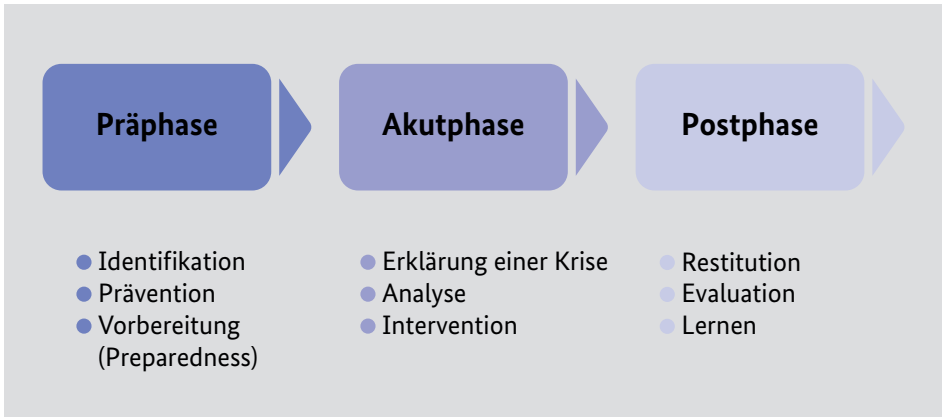 Präphase
Akutphase
Postphase
Identifikation
Prävention
Vorbereitung
(Preparedness)
Erklärung einer Krise
Analyse
Intervention
Restitution
Evaluation
Lernen